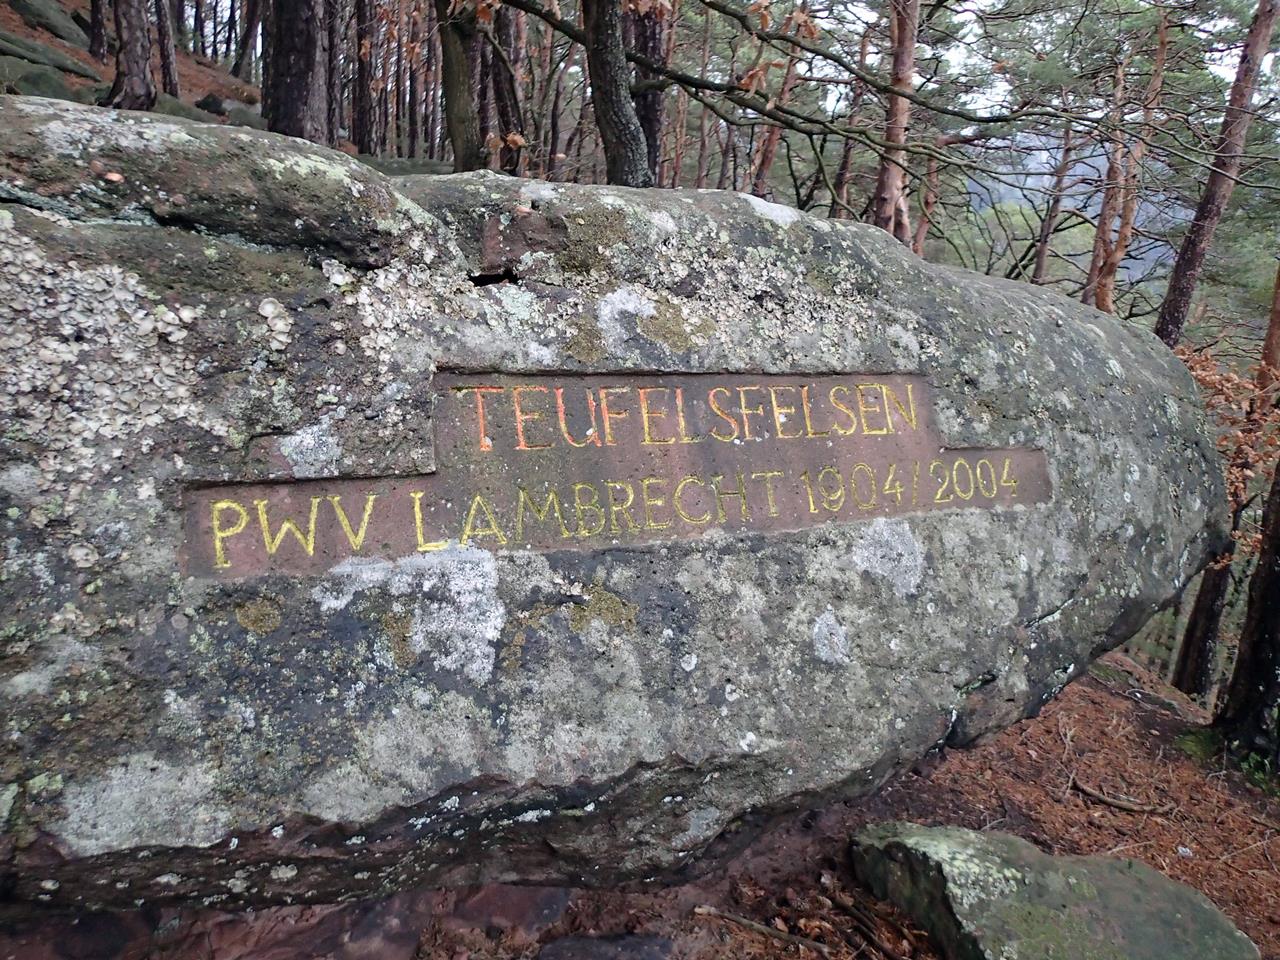 TEUFELSFELSEN
PWV LAMBRECHT 1904/2004